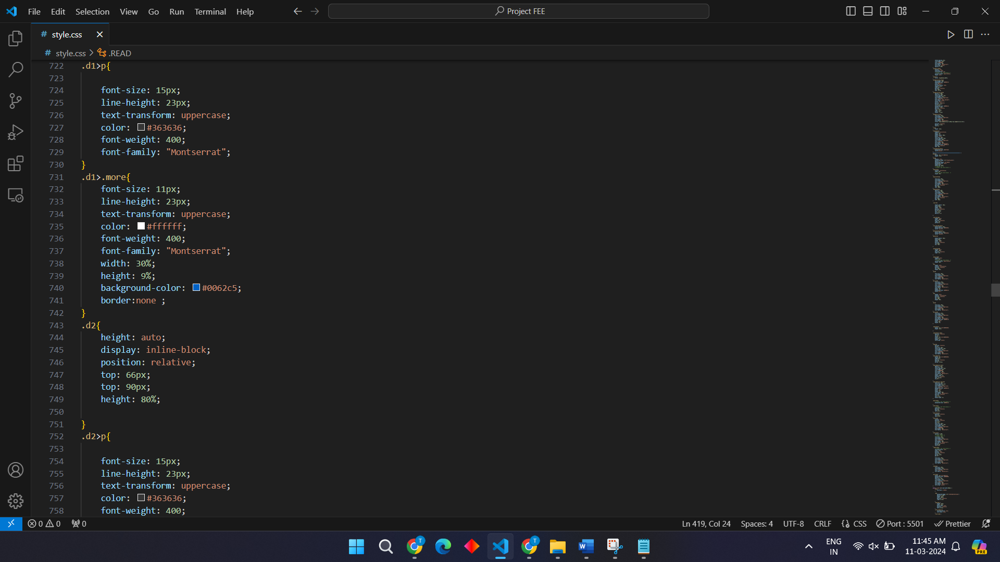 File Edit Selection View Go Run Terminal Help
Project FEE
# style.css
# style.css > .READ
722 .d1>p{
723
724 font-size: 15px;
725 line-height: 23px;
726 text-transform: uppercase;
727 color: #363636;
728 font-weight: 400;
729 font-family: "Montserrat";
730 }
731 .d1>.more{
732 font-size: 11px;
733 line-height: 23px;
734 text-transform: uppercase;
735 color: #ffffff;
736 font-weight: 400;
737 font-family: "Montserrat";
738 width: 30%;
739 height: 9%;
740 background-color: #0062c5;
741 border:none ;
742 }
743 .d2{
744 height: auto;
745 display: inline-block;
746 position: relative;
747 top: 66px;
748 top: 90px;
749 height: 80%;
750
751 }
752 .d2>p{
753
754 font-size: 15px;
755 line-height: 23px;
756 text-transform: uppercase;
757 color: #363636;
758 font-weight: 400;
0 0 0 Ln 419, Col 24 Spaces: 4 UTF-8 CRLF {} CSS Port : 5501 Prettier
T T W PRE
ENG
IN
11:45 AM
11-03-2024